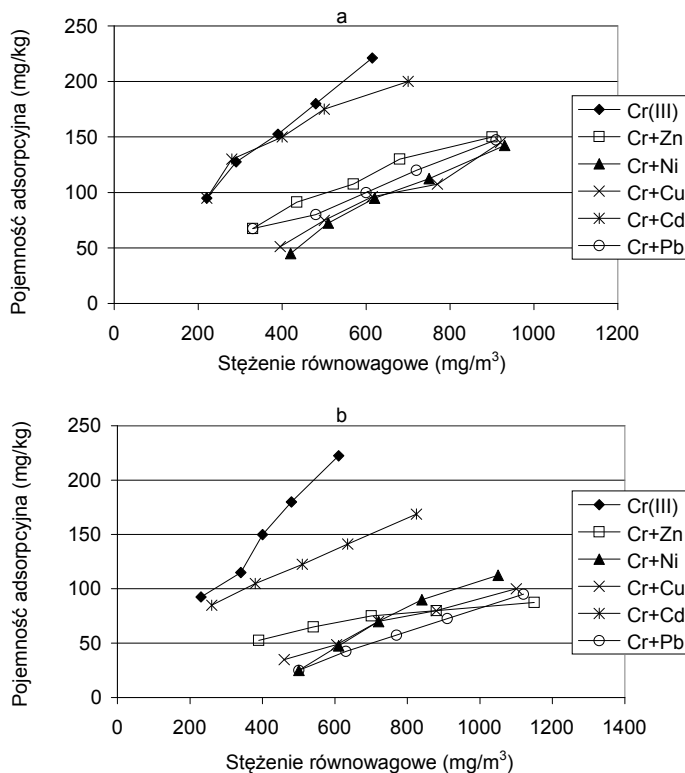 a
Pojemność adsorpcyjna (mg/kg)
250
200
150
100
50
0
0 200 400 600 800 1000 1200
Stężenie równowagowe (mg/m³)
Cr(III)
Cr+Zn
Cr+Ni
Cr+Cu
Cr+Cd
Cr+Pb
b
Pojemność adsorpcyjna (mg/kg)
250
200
150
100
50
0
0 200 400 600 800 1000 1200 1400
Stężenie równowagowe (mg/m³)
Cr(III)
Cr+Zn
Cr+Ni
Cr+Cu
Cr+Cd
Cr+Pb